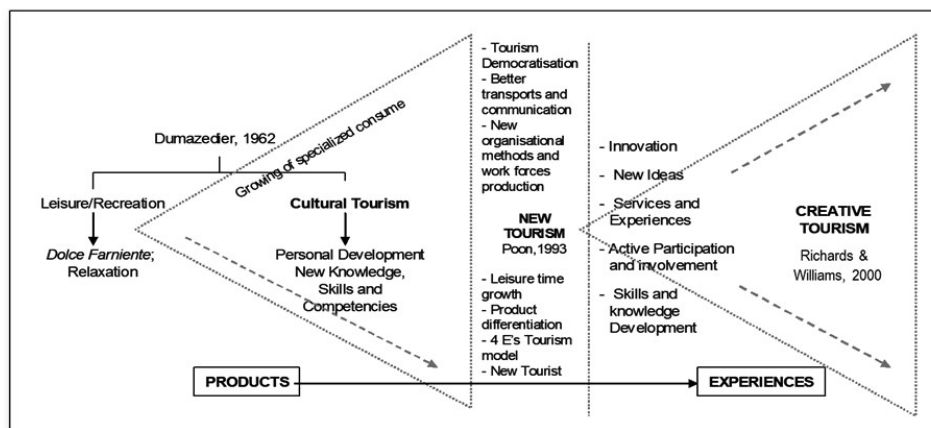 Dumazedier, 1962
Leisure/Recreation
Dolce Farniente;
Relaxation
Cultural Tourism
Personal Development
New Knowledge,
Skills and
Competencies
Growing of specialized consume
- Tourism
Democratisation
- Better
transports and
communication
- New
organisational
methods and
work forces
production
NEW
TOURISM
Poon,1993
- Leisure time
growth
- Product
differentiation
- 4 E's Tourism
model
- New Tourist
- Innovation
- New Ideas
- Services and
Experiences
- Active Participation
and involvement
- Skills and
knowledge
Development
CREATIVE
TOURISM
Richards &
Williams, 2000
PRODUCTS
EXPERIENCES